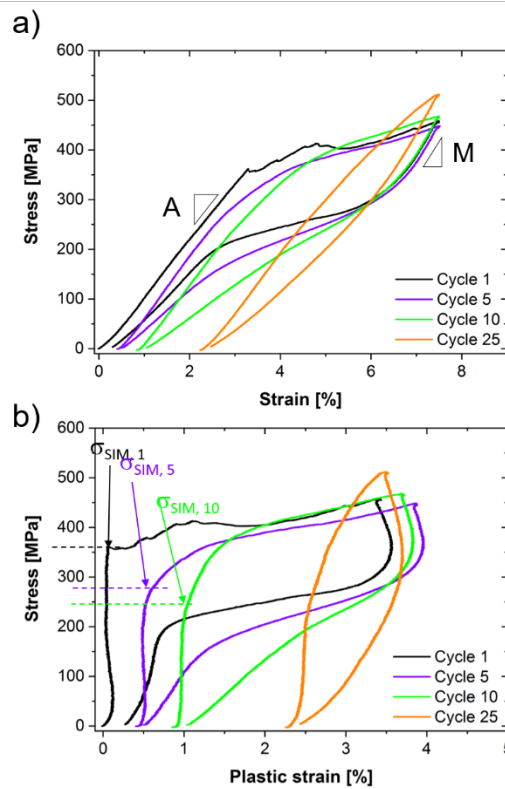 a)
600
500
400
300
200
100
0
Stress [MPa]
A
M
Cycle 1
Cycle 5
Cycle 10
Cycle 25
0 2 4 6 8
Strain [%]
b)
600
500
400
300
200
100
0
Stress [MPa]
σSIM, 1
σSIM, 5
σSIM, 10
Cycle 1
Cycle 5
Cycle 10
Cycle 25
0 1 2 3 4 5
Plastic strain [%]